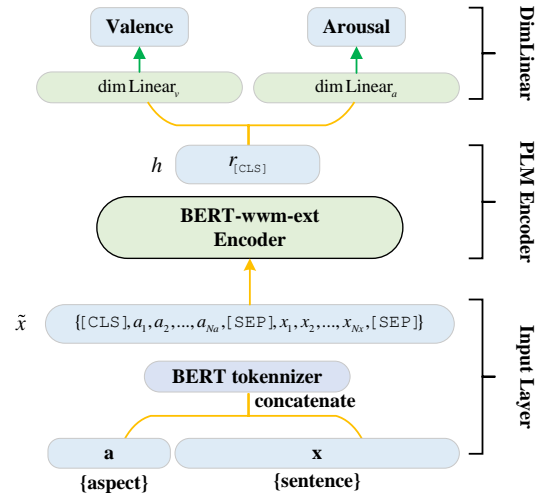 Valence
Arousal
dim Linear_v
dim Linear_a
DimLinear
h
r_[CLS]
BERT-wwm-ext
Encoder
PLM Encoder
x̃
{[CLS], a_1, a_2, ..., a_Na, [SEP], x_1, x_2, ..., x_Nx, [SEP]}
BERT tokennizer
concatenate
Input Layer
a
x
{aspect}
{sentence}